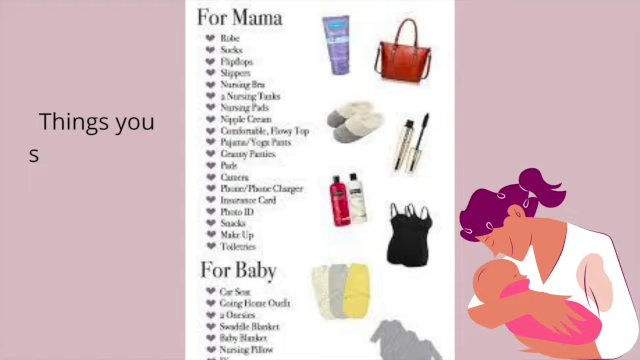 Things you
s
For Mama
Robe
Socks
Flipflops
Slippers
Nursing Bra
2 Nursing Tanks
Nursing Pads
Nipple Cream
Comfortable, Flowy Top
Pajama/Yoga Pants
Granny Panties
Pads
Camera
Phone/Phone Charger
Insurance Card
Photo ID
Snacks
Make Up
Toiletries
For Baby
Car Seat
Going Home Outfit
2 Onesies
Swaddle Blanket
Baby Blanket
Nursing Pillow